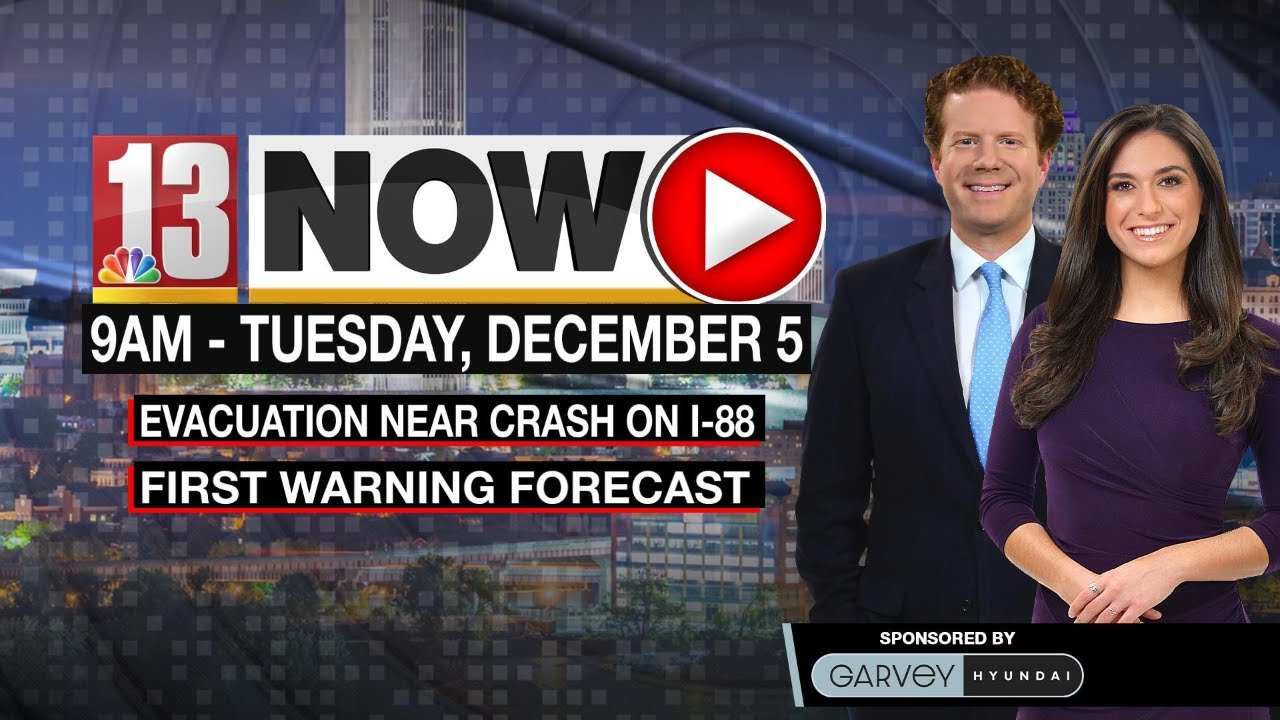 13 NOW
9AM - TUESDAY, DECEMBER 5
EVACUATION NEAR CRASH ON I-88
FIRST WARNING FORECAST
SPONSORED BY
GARVEY HYUNDAI